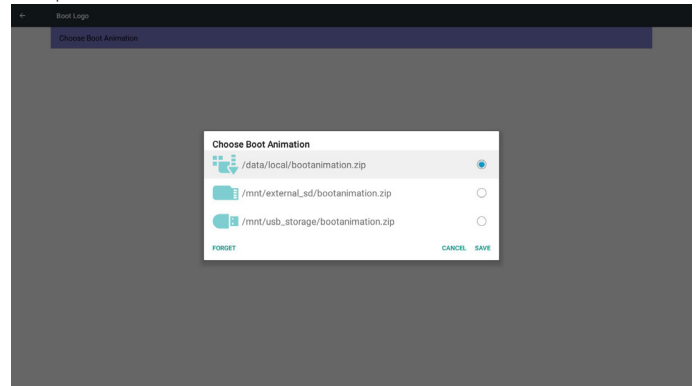 Boot Logo
Choose Boot Animation
Choose Boot Animation
/data/local/bootanimation.zip
/mnt/external_sd/bootanimation.zip
/mnt/usb_storage/bootanimation.zip
FORGET CANCEL SAVE